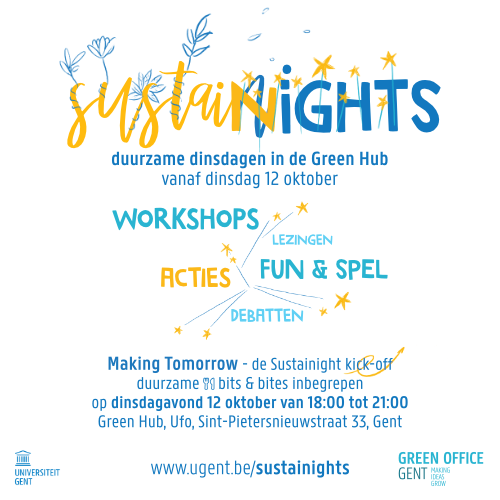 sustaiNiGHTS
duurzame dinsdagen in de Green Hub
vanaf dinsdag 12 oktober
WORKSHOPS
LEZINGEN
ACTIES
FUN & SPEL
DEBATTEN
Making Tomorrow - de Sustainight kick-off
duurzame bits & bites inbegrepen
op dinsdagavond 12 oktober van 18:00 tot 21:00
Green Hub, Ufo, Sint-Pietersnieuwstraat 33, Gent
www.ugent.be/sustainights
UNIVERSITEIT
GENT
GREEN OFFICE
GENT
MAKING
IDEAS
GROW